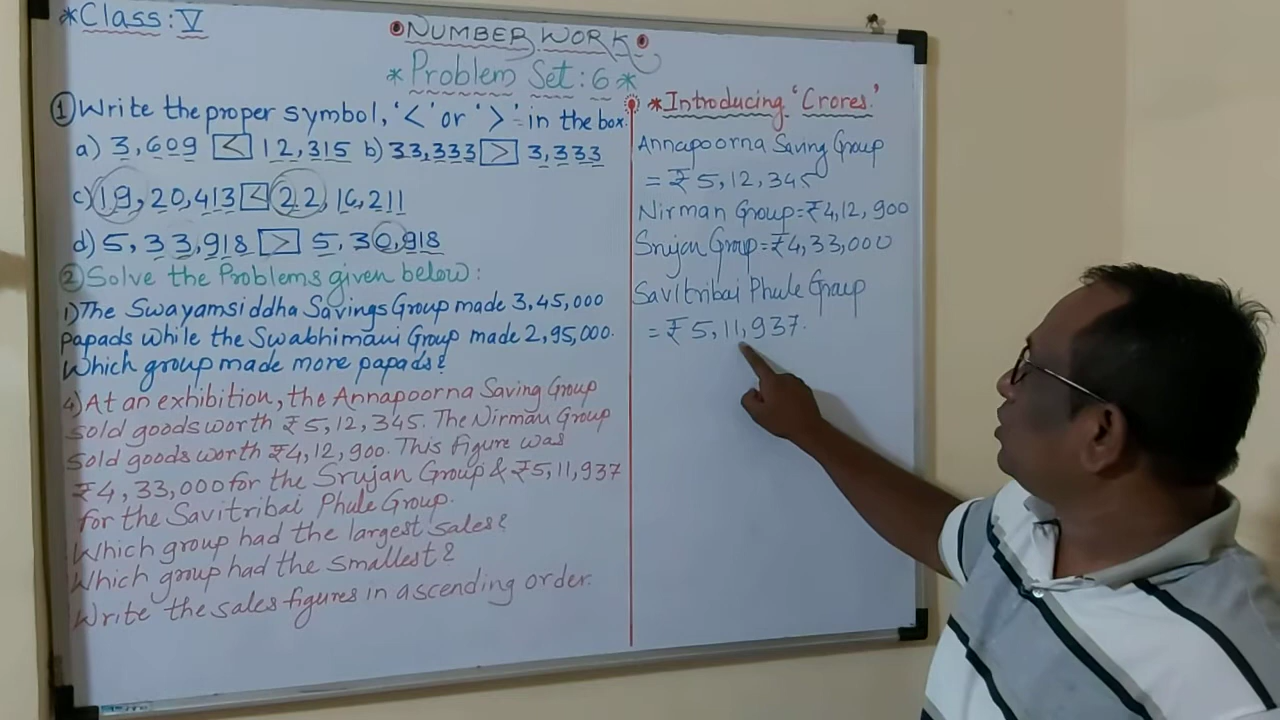 *Class: V
NUMBER WORK
* Problem Set: 6 *
① Write the proper symbol, '<' or '>' in the box.
a) 3,609 < 12,315 b) 33,333 > 3,333
c) 19,20,413 < 22,16,211
d) 5,33,918 > 5,30,918
② Solve the Problems given below:
1) The Swayamsiddha Savings Group made 3,45,000
papads while the Swabhimani Group made 2,95,000.
Which group made more papads?
4) At an exhibition, the Annapoorna Saving Group
sold goods worth ₹5,12,345. The Nirman Group
sold goods worth ₹4,12,900. This figure was
₹4,33,000 for the Srujan Group & ₹5,11,937
for the Savitribai Phule Group.
Which group had the largest sales?
Which group had the smallest?
Write the sales figures in ascending order.
*Introducing 'Crores.'
Annapoorna Saving Group
= ₹5,12,345
Nirman Group=₹4,12,900
Srujan Group=₹4,33,000
Savitribai Phule Group
= ₹5,11,937.